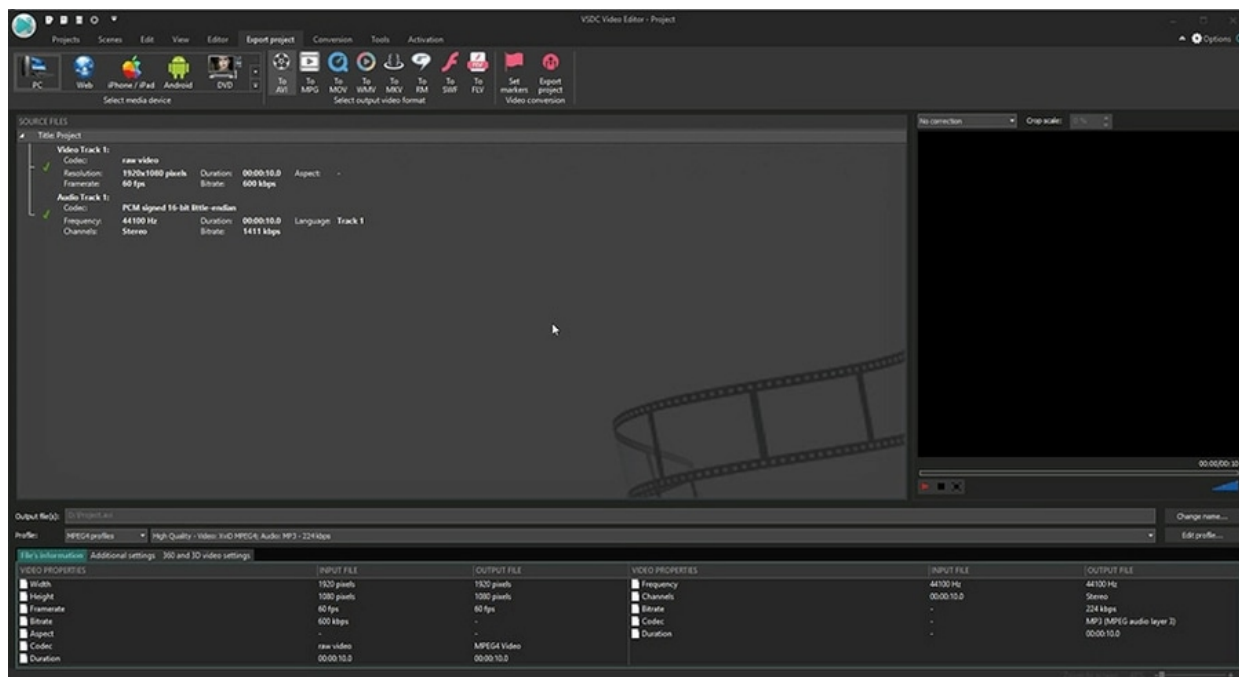 VSDC Video Editor - Project
Projects Scenes Edit View Editor Export project Conversion Tools Activation
Options
PC Web iPhone / iPad Android DVD To AVI To MPG To MOV To WMV To MKV To RM To SWF To FLV Set markers Export project
Select media device Select output video format Video conversion
SOURCE FILES
No correction Crop scale: 0 %
Title Project
Video Track 1:
Codec: raw video
Resolution: 1920x1080 pixels Duration: 00:00:10.0 Aspect: -
Framerate: 60 fps Bitrate: 600 kbps
Audio Track 1:
Codec: PCM signed 16-bit little-endian
Frequency: 44100 Hz Duration: 00:00:10.0 Language: Track 1
Channels: Stereo Bitrate: 1411 kbps
00:00/00:10
Output file(s): D:\Project.avi Change name...
Profile: MPEG4 profiles High Quality - Video: XviD MPEG4; Audio: MP3 - 224 kbps Edit profile...
File's information Additional settings 360 and 3D video settings
VIDEO PROPERTIES INPUT FILE OUTPUT FILE VIDEO PROPERTIES INPUT FILE OUTPUT FILE
Width 1920 pixels 1920 pixels Frequency 44100 Hz 44100 Hz
Height 1080 pixels 1080 pixels Channels 00:00:10.0 Stereo
Framerate 60 fps 60 fps Bitrate - 224 kbps
Bitrate 600 kbps - Codec - MP3 (MPEG audio layer 3)
Aspect - - Duration - 00:00:10.0
Codec raw video MPEG4 Video
Duration 00:00:10.0 00:00:10.0